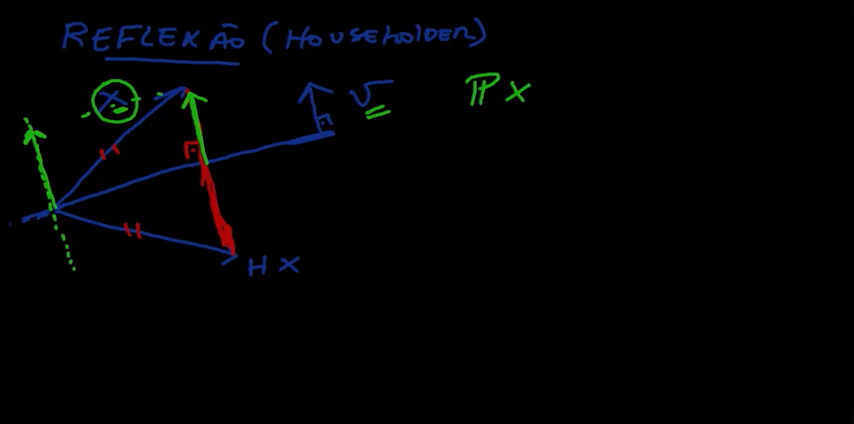 REFLEXÃO (HOUSEHOLDER)
x
v
ℙx
Hx